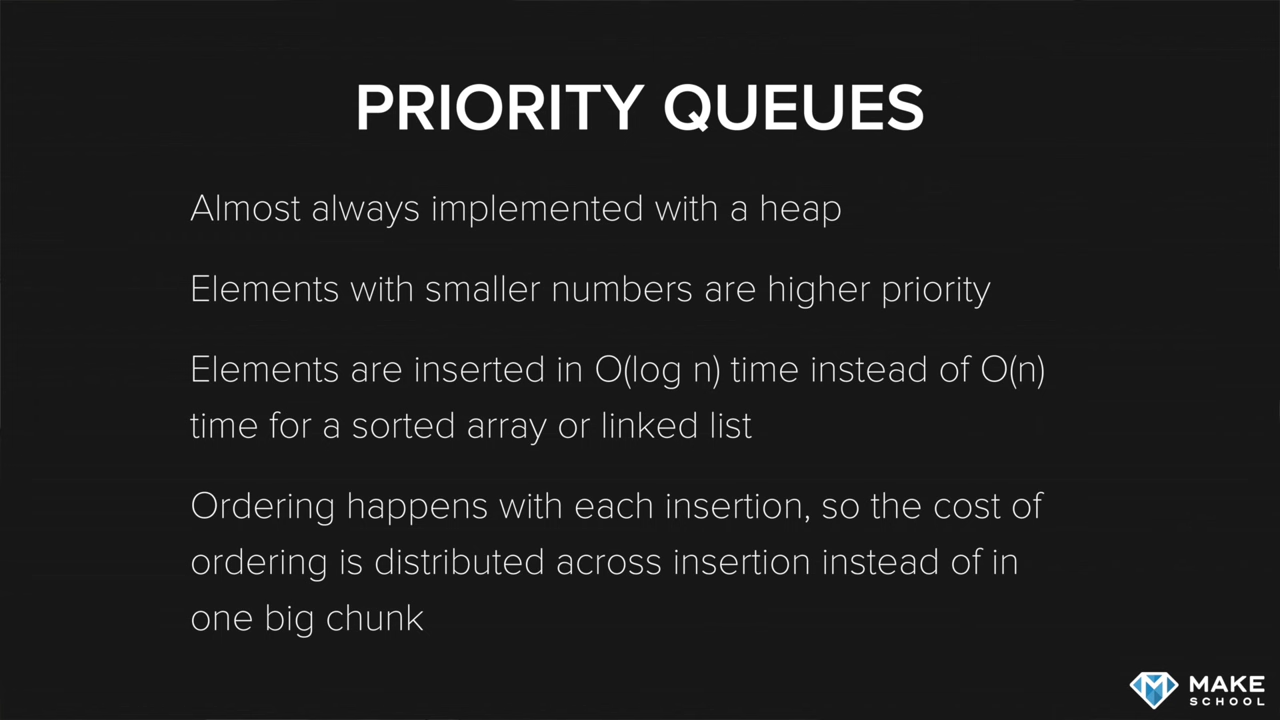 PRIORITY QUEUES
Almost always implemented with a heap
Elements with smaller numbers are higher priority
Elements are inserted in O(log n) time instead of O(n)
time for a sorted array or linked list
Ordering happens with each insertion, so the cost of
ordering is distributed across insertion instead of in
one big chunk
MAKE
SCHOOL